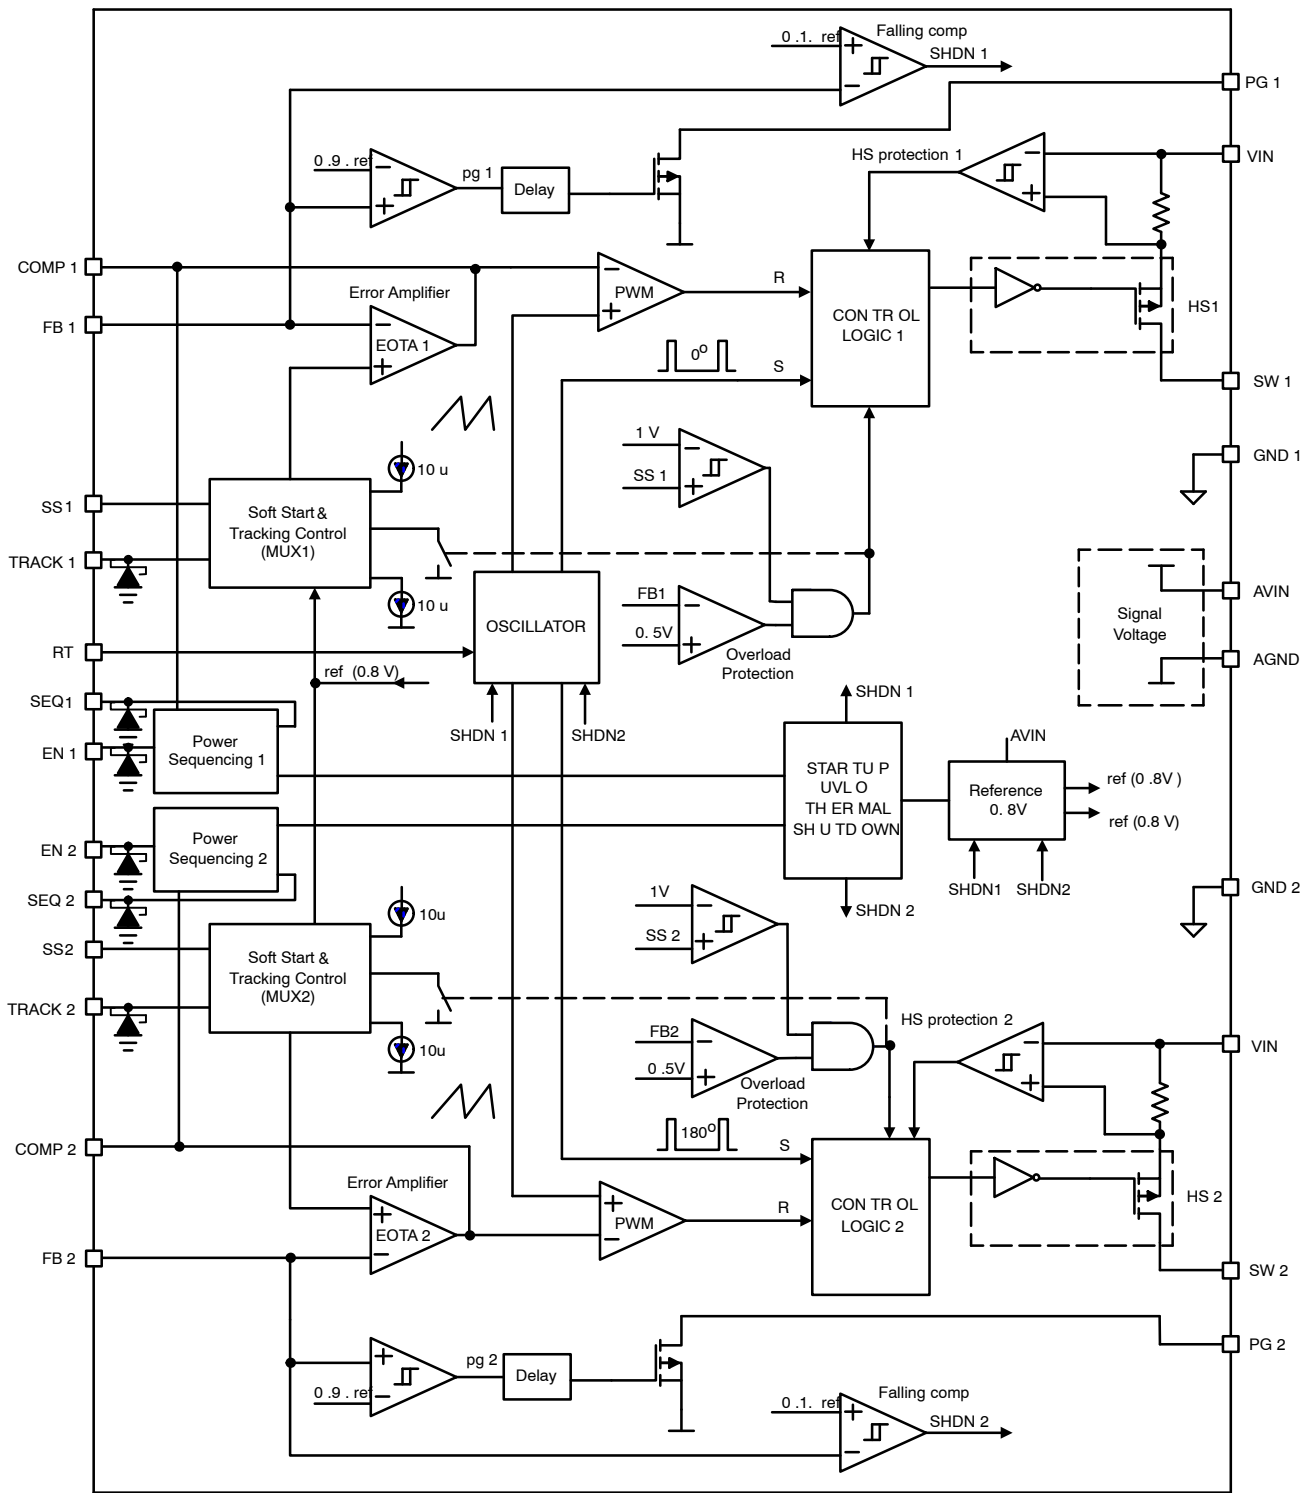 Falling comp
0 .1. ref
SHDN 1
PG 1
0 .9 . ref
pg 1
Delay
HS protection 1
VIN
COMP 1
Error Amplifier
PWM
R
CON TR OL
LOGIC 1
HS1
FB 1
EOTA 1
0o
S
SW 1
1 V
SS 1
10 u
GND 1
SS1
Soft Start &
Tracking Control
(MUX1)
TRACK 1
10 u
FB1
0. 5V
Overload
Protection
OSCILLATOR
AVIN
Signal
Voltage
AGND
RT
ref (0.8 V)
SEQ1
SHDN 1
SHDN2
SHDN 1
EN 1
Power
Sequencing 1
STAR TU P
UVL O
TH ER MAL
SH U TD OWN
AVIN
Reference
0. 8V
ref (0 .8V )
ref (0.8 V)
EN 2
Power
Sequencing 2
SHDN1
SHDN2
SEQ 2
SHDN 2
GND 2
1V
SS 2
10u
SS2
Soft Start &
Tracking Control
(MUX2)
TRACK 2
10u
FB2
0 .5V
Overload
Protection
HS protection 2
VIN
180o
S
COMP 2
Error Amplifier
EOTA 2
PWM
R
CON TR OL
LOGIC 2
HS 2
FB 2
SW 2
PG 2
pg 2
Delay
0 .9 . ref
Falling comp
0 .1. ref
SHDN 2